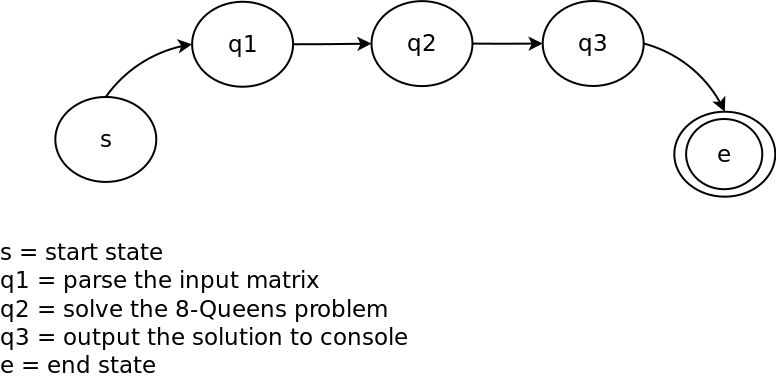 q1
q2
q3
s
e
s = start state
q1 = parse the input matrix
q2 = solve the 8-Queens problem
q3 = output the solution to console
e = end state